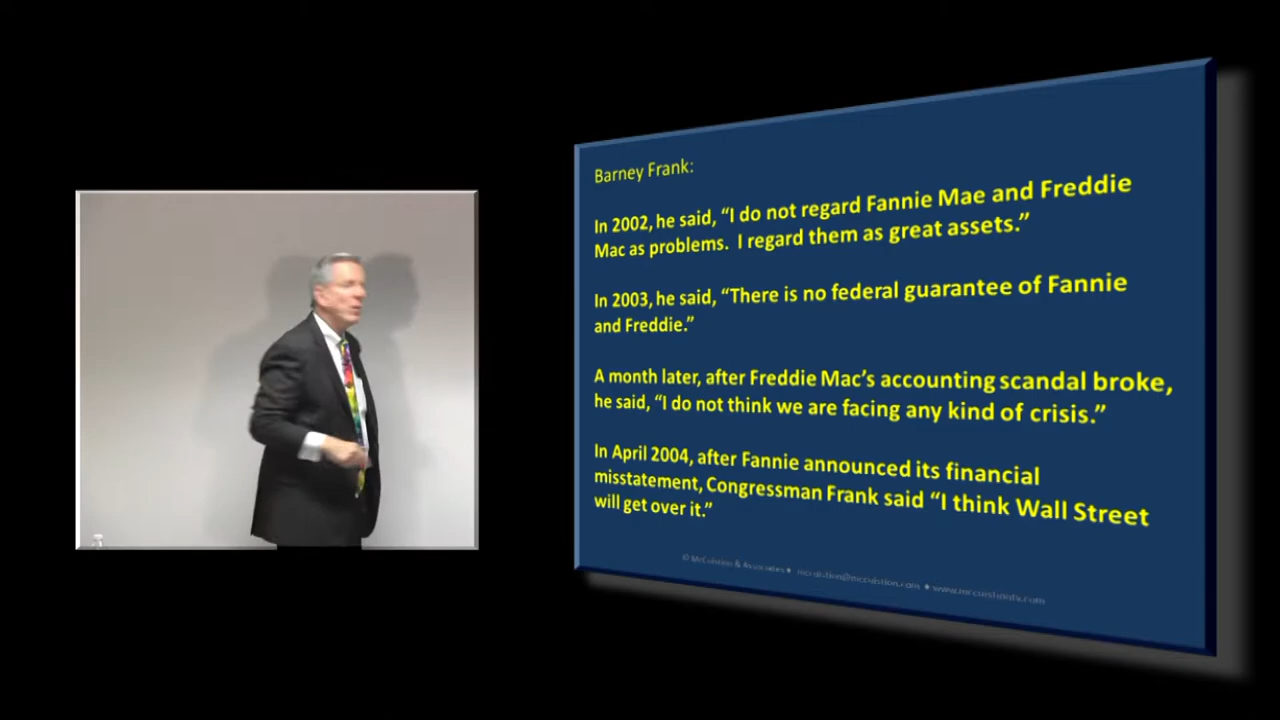 Barney Frank:
In 2002, he said, “I do not regard Fannie Mae and Freddie
Mac as problems.  I regard them as great assets.”
In 2003, he said, “There is no federal guarantee of Fannie
and Freddie.”
A month later, after Freddie Mac’s accounting scandal broke,
he said, “I do not think we are facing any kind of crisis.”
In April 2004, after Fannie announced its financial
misstatement, Congressman Frank said “I think Wall Street
will get over it.”
© & Associates ●